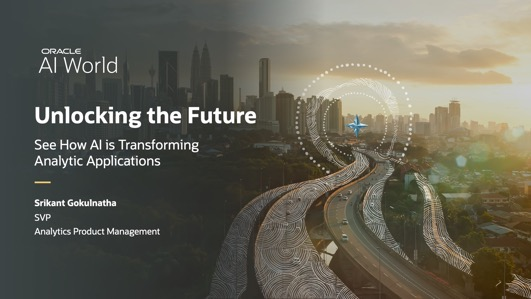 ORACLE
AI World
Unlocking the Future
See How AI is Transforming
Analytic Applications
Srikant Gokulnatha
SVP
Analytics Product Management